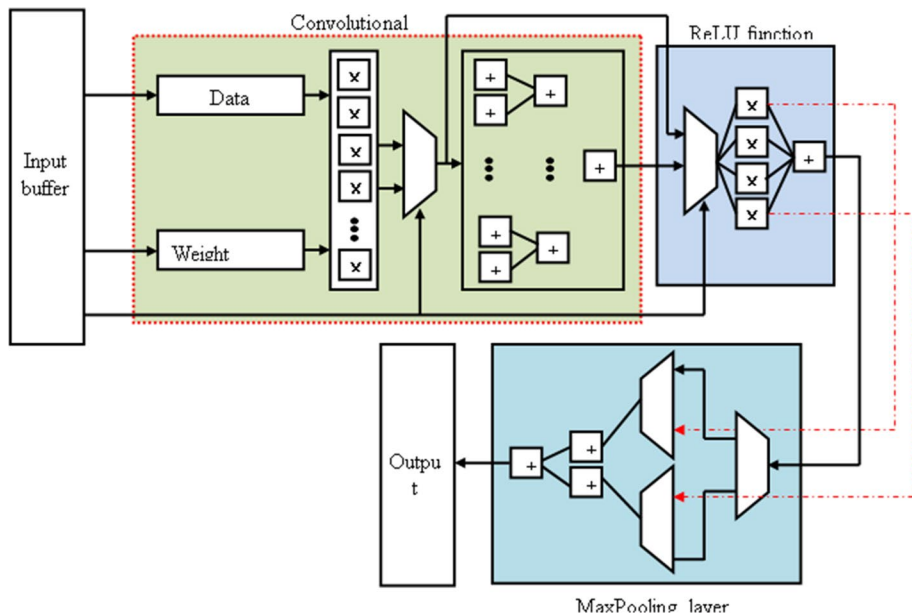 Convolutional
ReLU function
Data
Input
buffer
Weight
×
×
×
×
×
+
+
+
+
+
+
+
×
×
×
×
+
Outpu
t
+
+
+
MaxPooling layer